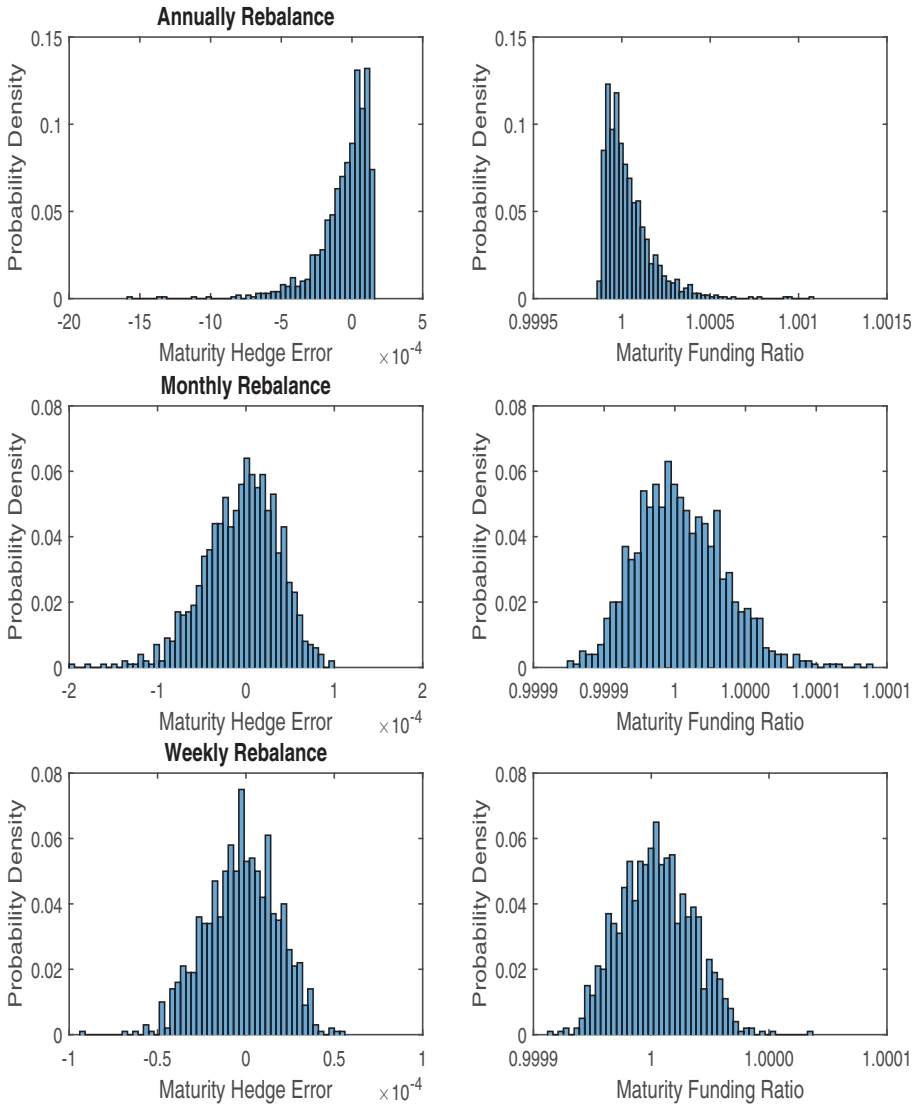 Annually Rebalance
0.15
0.1
0.05
0
Probability Density
-20 -15 -10 -5 0 5
Maturity Hedge Error ×10-4
0.15
0.1
0.05
0
Probability Density
0.9995 1 1.0005 1.001 1.0015
Maturity Funding Ratio
Monthly Rebalance
0.08
0.06
0.04
0.02
0
Probability Density
-2 -1 0 1 2
Maturity Hedge Error ×10-4
0.08
0.06
0.04
0.02
0
Probability Density
0.9999 0.9999 1 1.0000 1.0001 1.0001
Maturity Funding Ratio
Weekly Rebalance
0.08
0.06
0.04
0.02
0
Probability Density
-1 -0.5 0 0.5 1
Maturity Hedge Error ×10-4
0.08
0.06
0.04
0.02
0
Probability Density
0.9999 1 1.0000 1.0001
Maturity Funding Ratio